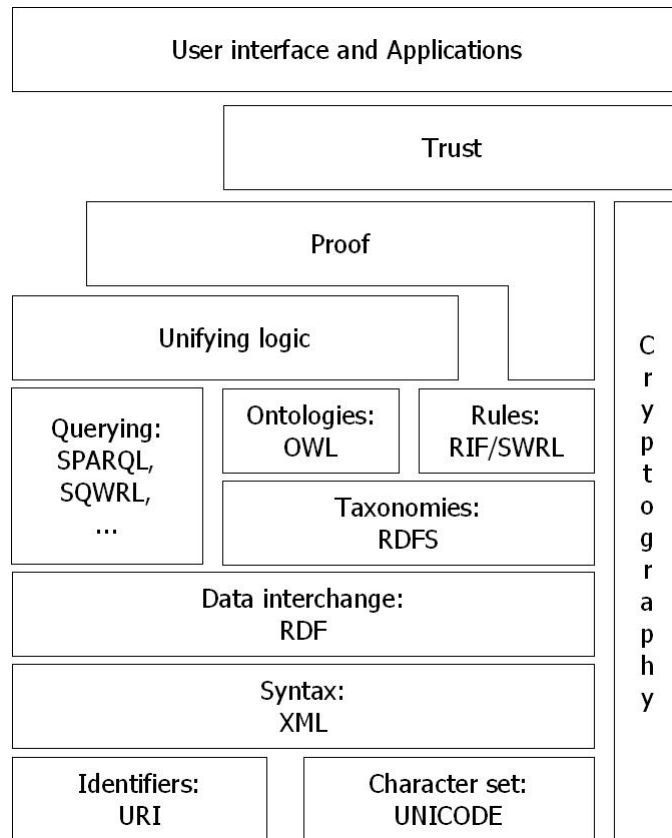 User interface and Applications
Trust
Proof
Unifying logic
Querying:
SPARQL,
SQWRL,
...
Ontologies:
OWL
Rules:
RIF/SWRL
Taxonomies:
RDFS
Data interchange:
RDF
Syntax:
XML
Identifiers:
URI
Character set:
UNICODE
Cryptography